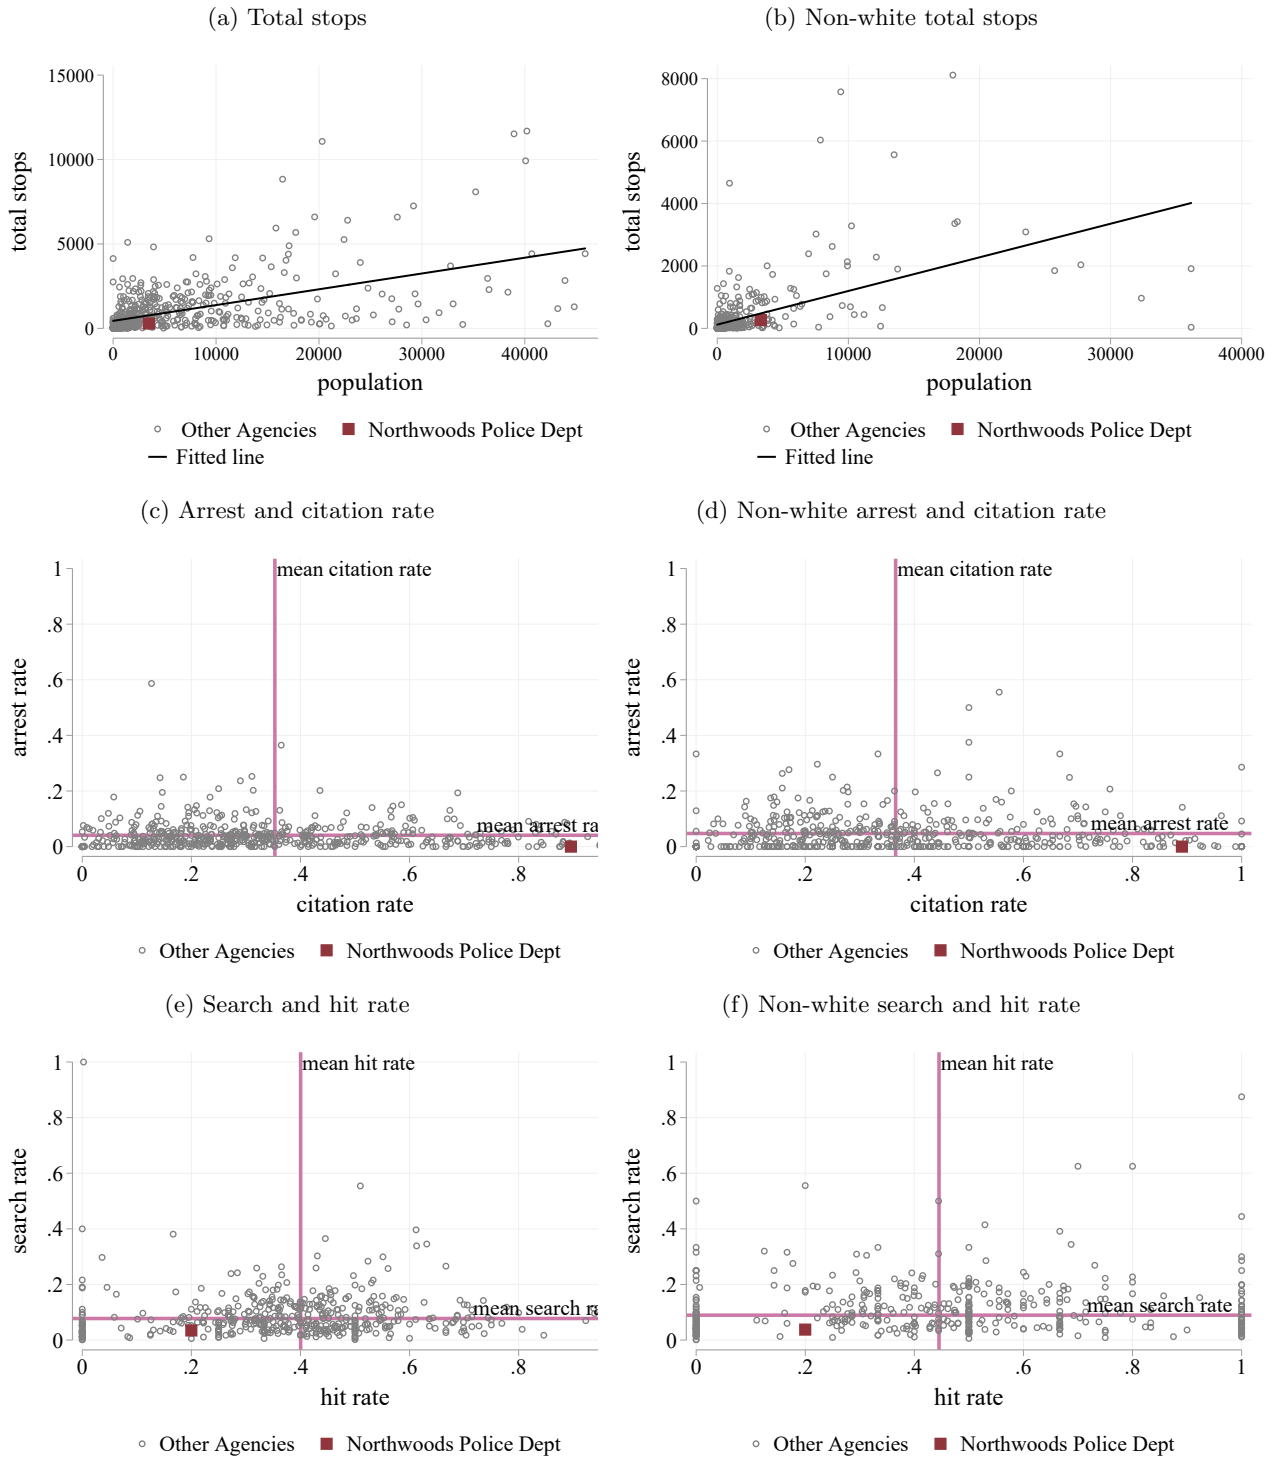 (a) Total stops
(b) Non-white total stops
total stops
15000
10000
5000
0
0 10000 20000 30000 40000
population
Other Agencies Northwoods Police Dept
Fitted line
total stops
8000
6000
4000
2000
0
0 10000 20000 30000 40000
population
Other Agencies Northwoods Police Dept
Fitted line
(c) Arrest and citation rate
(d) Non-white arrest and citation rate
arrest rate
1
.8
.6
.4
.2
0
mean citation rate
mean arrest ra
0 .2 .4 .6 .8
citation rate
Other Agencies Northwoods Police Dept
arrest rate
1
.8
.6
.4
.2
0
mean citation rate
mean arrest rate
0 .2 .4 .6 .8 1
citation rate
Other Agencies Northwoods Police Dept
(e) Search and hit rate
(f) Non-white search and hit rate
search rate
1
.8
.6
.4
.2
0
mean hit rate
mean search ra
0 .2 .4 .6 .8
hit rate
Other Agencies Northwoods Police Dept
search rate
1
.8
.6
.4
.2
0
mean hit rate
mean search rate
0 .2 .4 .6 .8 1
hit rate
Other Agencies Northwoods Police Dept